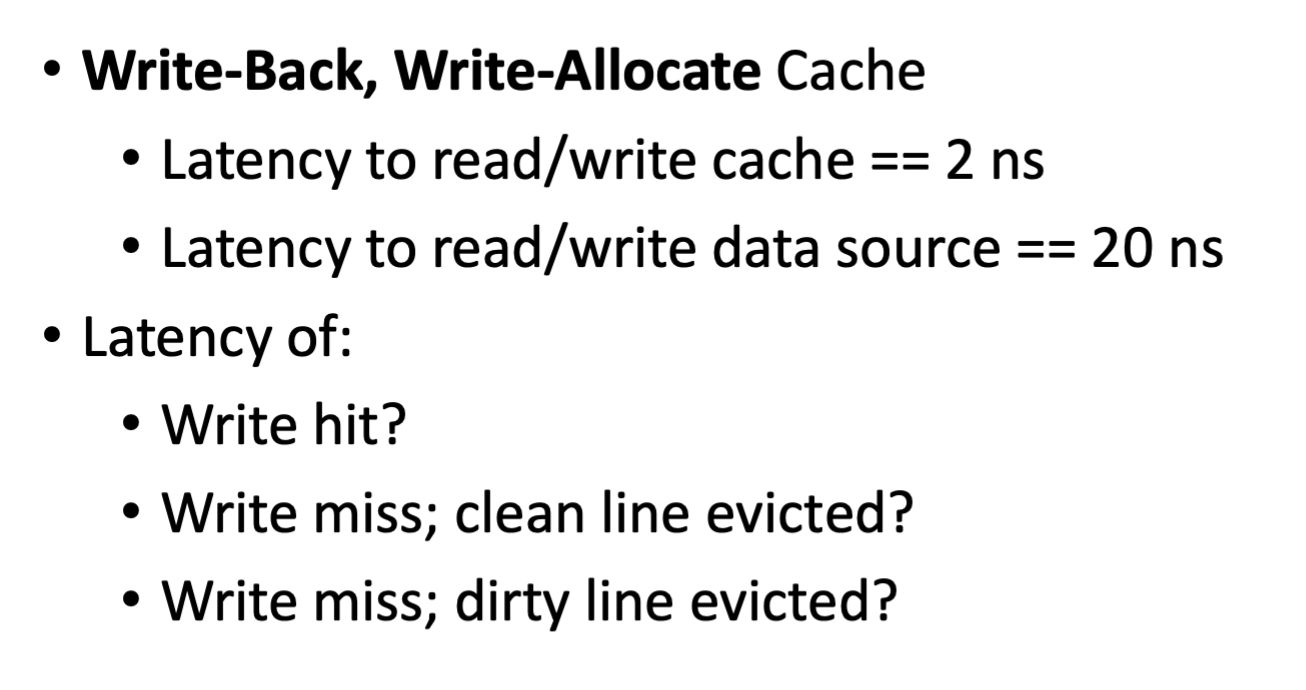 • Write-Back, Write-Allocate Cache
• Latency to read/write cache == 2 ns
• Latency to read/write data source == 20 ns
• Latency of:
• Write hit?
• Write miss; clean line evicted?
• Write miss; dirty line evicted?